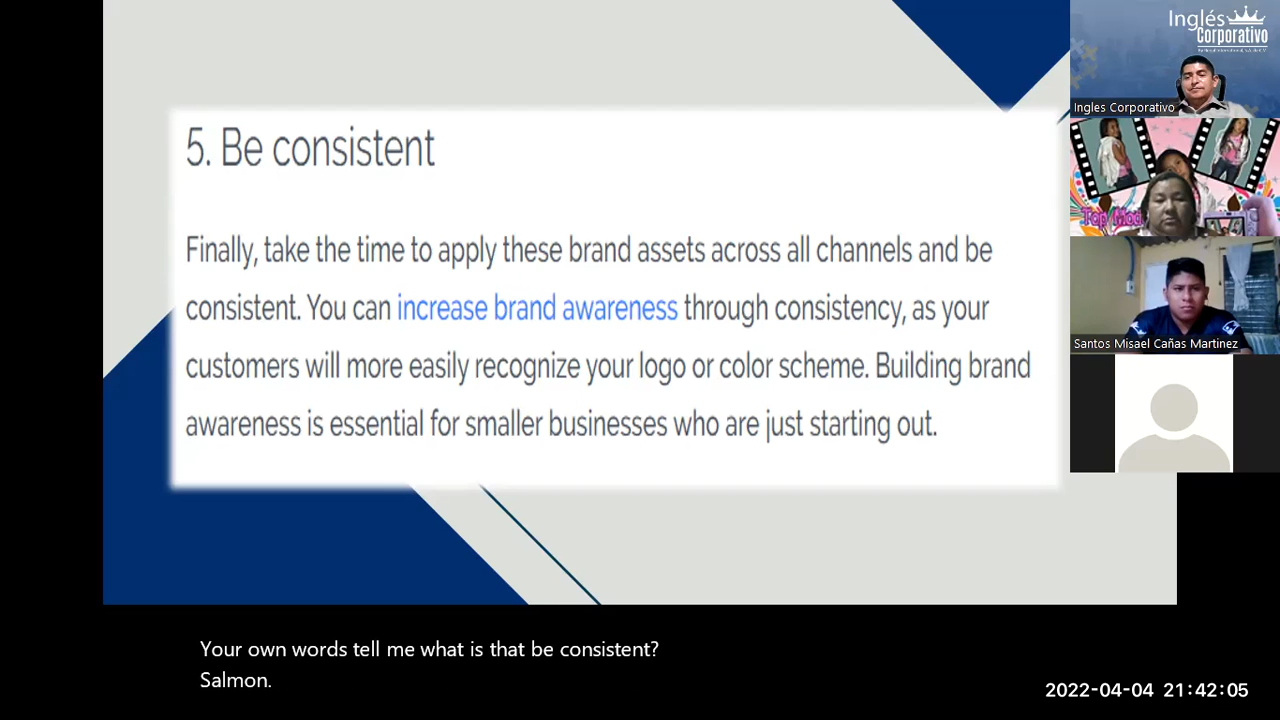 5. Be consistent
Finally, take the time to apply these brand assets across all channels and be
consistent. You can increase brand awareness through consistency, as your
customers will more easily recognize your logo or color scheme. Building brand
awareness is essential for smaller businesses who are just starting out.
Inglés
Corporativo
Ingles Corporativo
Santos Misael Cañas Martinez
Your own words tell me what is that be consistent?
Salmon.
2022-04-04 21:42:05